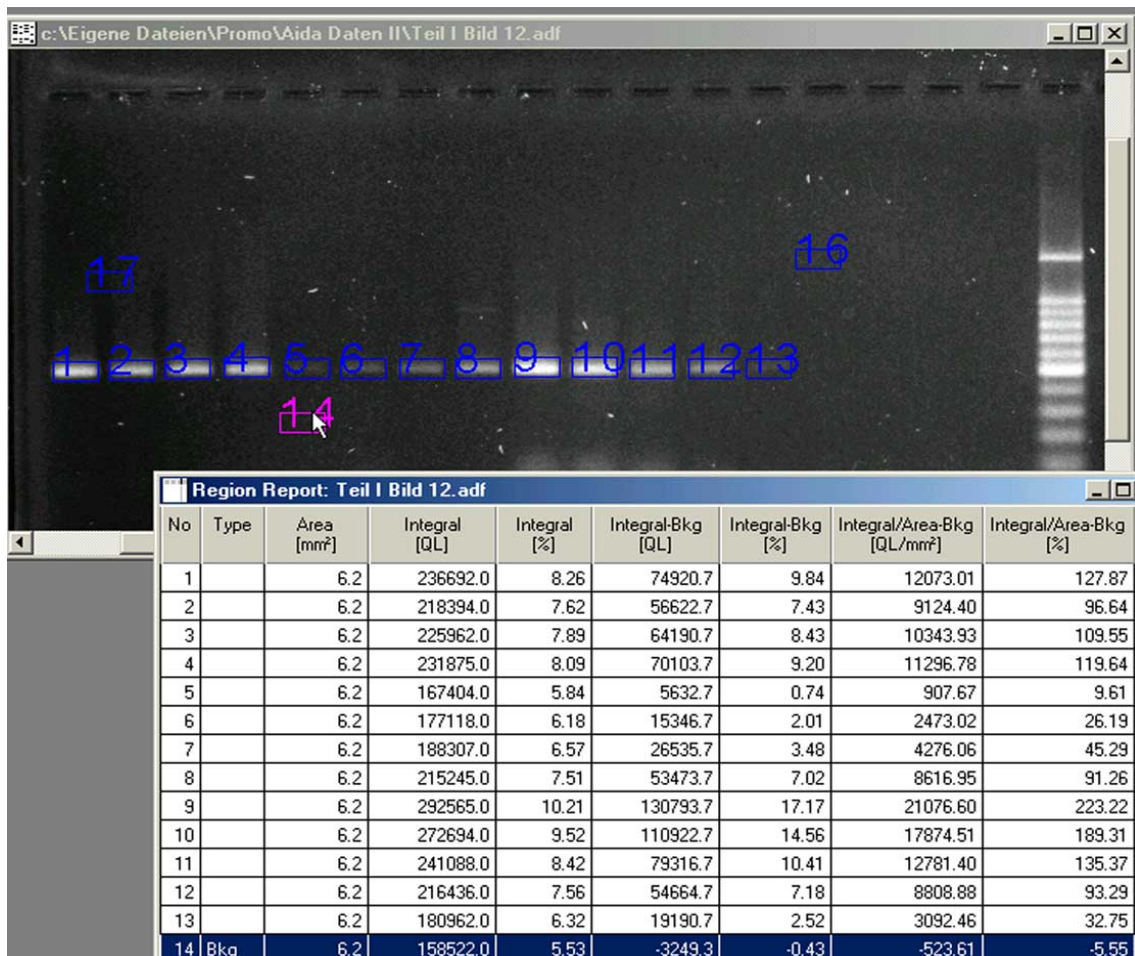 c:\Eigene Dateien\Promo\Aida Daten II\Teil I Bild 12.adf
16
17
1 2 3 4 5 6 7 8 9 10 11 12 13
14
Region Report: Teil I Bild 12.adf
No Type Area [mm²] Integral [QL] Integral [%] Integral-Bkg [QL] Integral-Bkg [%] Integral/Area-Bkg [QL/mm²] Integral/Area-Bkg [%]
1 6.2 236692.0 8.26 74920.7 9.84 12073.01 127.87
2 6.2 218394.0 7.62 56622.7 7.43 9124.40 96.64
3 6.2 225962.0 7.89 64190.7 8.43 10343.93 109.55
4 6.2 231875.0 8.09 70103.7 9.20 11296.78 119.64
5 6.2 167404.0 5.84 5632.7 0.74 907.67 9.61
6 6.2 177118.0 6.18 15346.7 2.01 2473.02 26.19
7 6.2 188307.0 6.57 26535.7 3.48 4276.06 45.29
8 6.2 215245.0 7.51 53473.7 7.02 8616.95 91.26
9 6.2 292565.0 10.21 130793.7 17.17 21076.60 223.22
10 6.2 272694.0 9.52 110922.7 14.56 17874.51 189.31
11 6.2 241088.0 8.42 79316.7 10.41 12781.40 135.37
12 6.2 216436.0 7.56 54664.7 7.18 8808.88 93.29
13 6.2 180962.0 6.32 19190.7 2.52 3092.46 32.75
14 Bkg 6.2 158522.0 5.53 -3249.3 -0.43 -523.61 -5.55